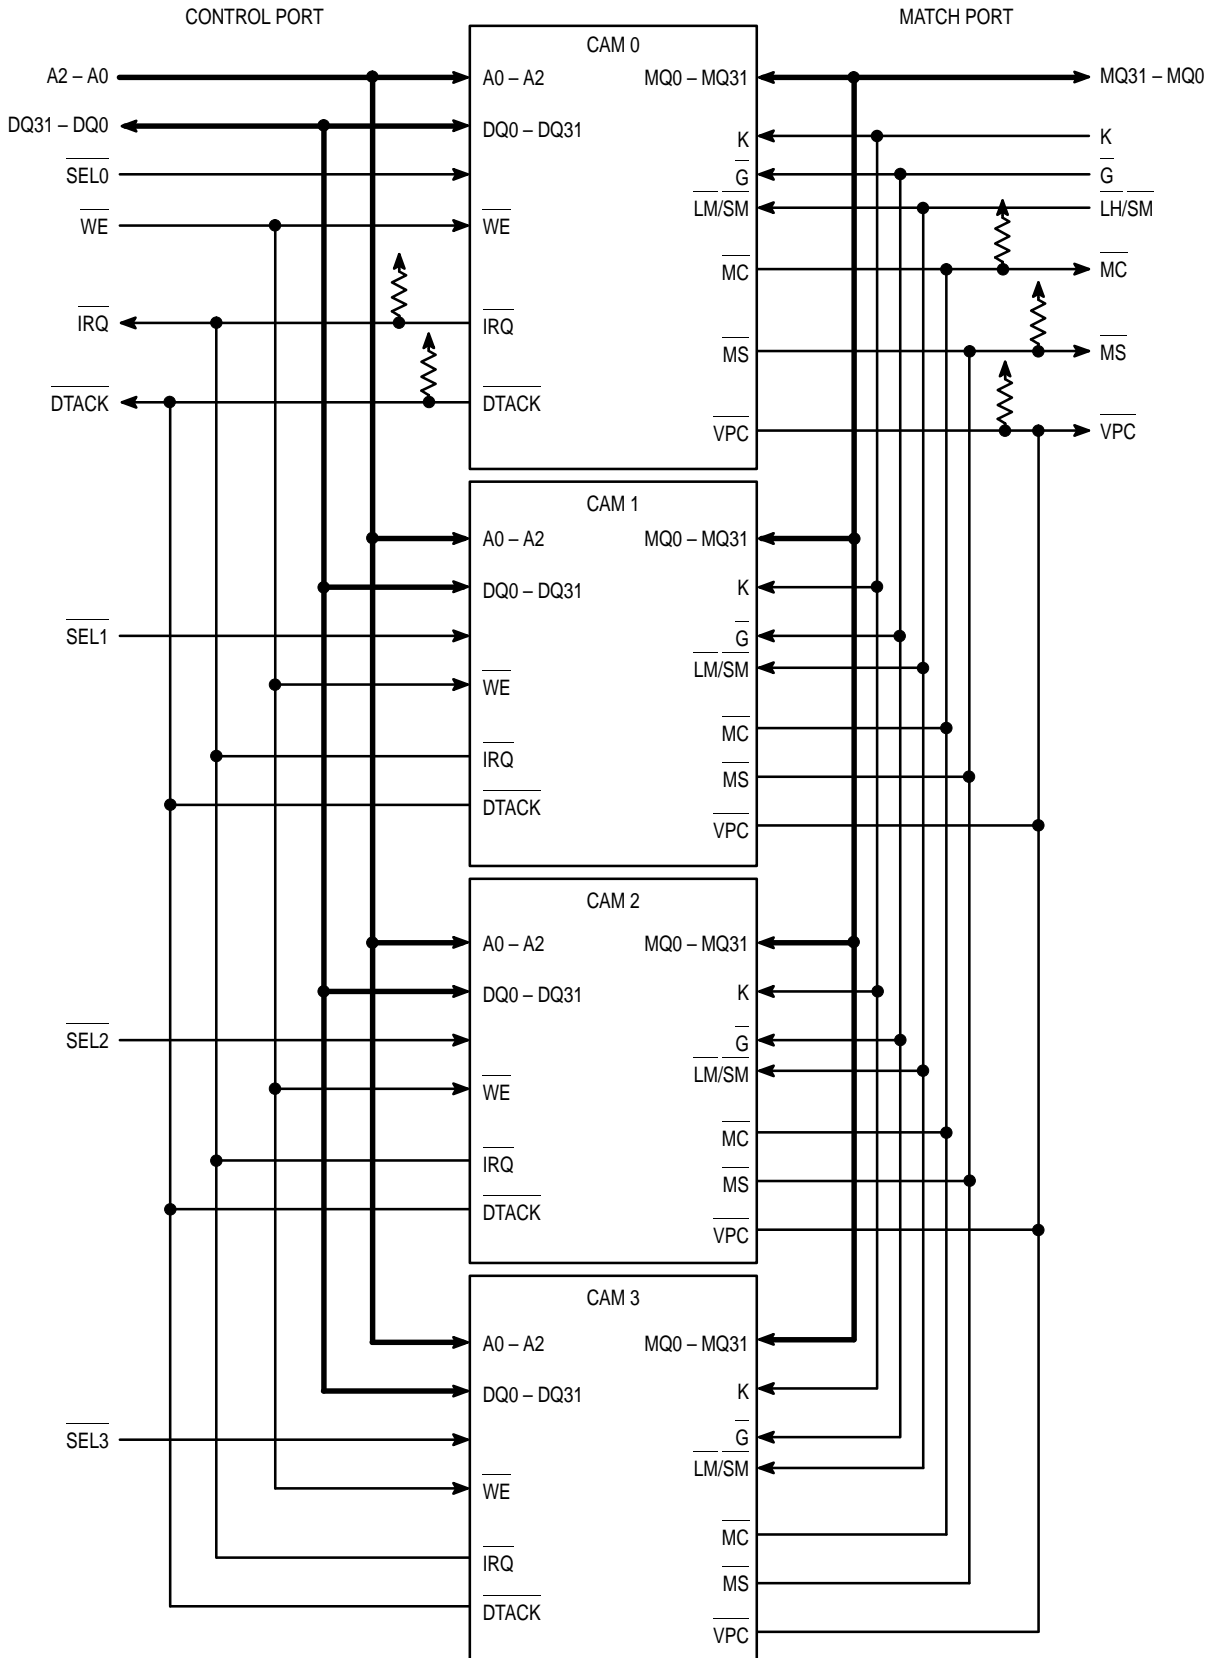 CONTROL PORT
MATCH PORT
CAM 0
A2 – A0
A0 – A2
MQ0 – MQ31
MQ31 – MQ0
DQ31 – DQ0
DQ0 – DQ31
K
K
SEL0
G
G
LM/SM
LH/SM
WE
WE
MC
MC
IRQ
IRQ
MS
MS
DTACK
DTACK
VPC
VPC
CAM 1
A0 – A2
MQ0 – MQ31
DQ0 – DQ31
K
SEL1
G
LM/SM
WE
MC
IRQ
MS
DTACK
VPC
CAM 2
A0 – A2
MQ0 – MQ31
DQ0 – DQ31
K
SEL2
G
LM/SM
WE
MC
IRQ
MS
DTACK
VPC
CAM 3
A0 – A2
MQ0 – MQ31
DQ0 – DQ31
K
SEL3
G
LM/SM
WE
MC
IRQ
MS
DTACK
VPC